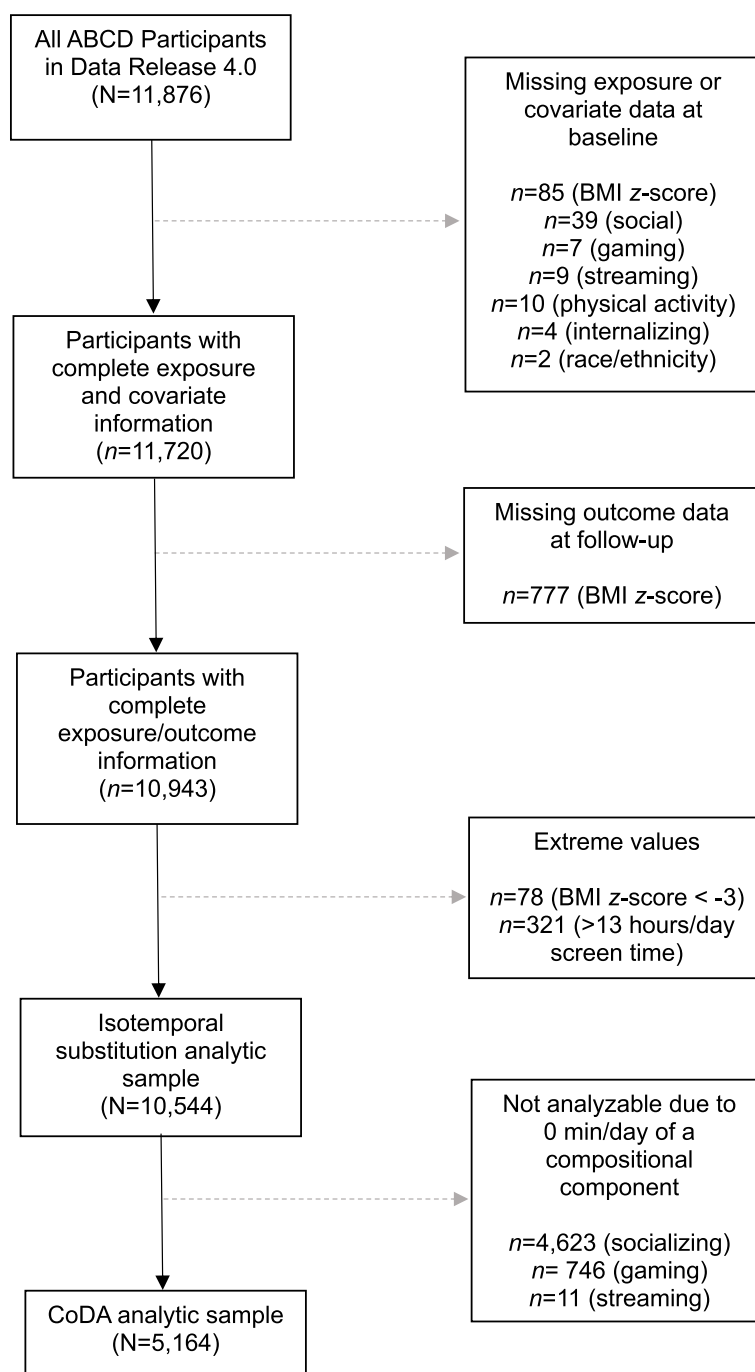 All ABCD Participants
in Data Release 4.0
(N=11,876)
Missing exposure or
covariate data at
baseline
n=85 (BMI z-score)
n=39 (social)
n=7 (gaming)
n=9 (streaming)
n=10 (physical activity)
n=4 (internalizing)
n=2 (race/ethnicity)
Participants with
complete exposure
and covariate
information
(n=11,720)
Missing outcome data
at follow-up
n=777 (BMI z-score)
Participants with
complete
exposure/outcome
information
(n=10,943)
Extreme values
n=78 (BMI z-score < -3)
n=321 (>13 hours/day
screen time)
Isotemporal
substitution analytic
sample
(N=10,544)
Not analyzable due to
0 min/day of a
compositional
component
n=4,623 (socializing)
n= 746 (gaming)
n=11 (streaming)
CoDA analytic sample
(N=5,164)